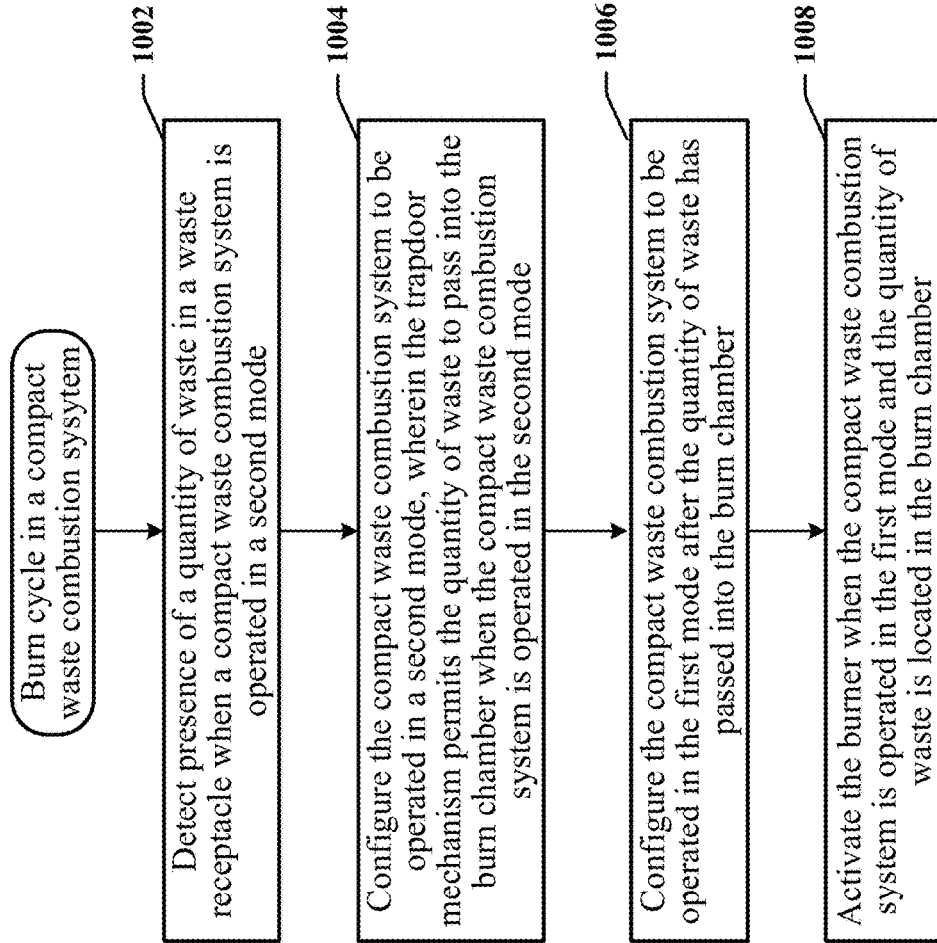 Burn cycle in a compact
waste combustion sysytem
1002
Detect presence of a quantity of waste in a waste
receptacle when a compact waste combustion system is
operated in a second mode
1004
Configure the compact waste combustion system to be
operated in a second mode, wherein the trapdoor
mechanism permits the quantity of waste to pass into the
burn chamber when the compact waste combustion
system is operated in the second mode
1006
Configure the compact waste combustion system to be
operated in the first mode after the quantity of waste has
passed into the burn chamber
1008
Activate the burner when the compact waste combustion
system is operated in the first mode and the quantity of
waste is located in the burn chamber